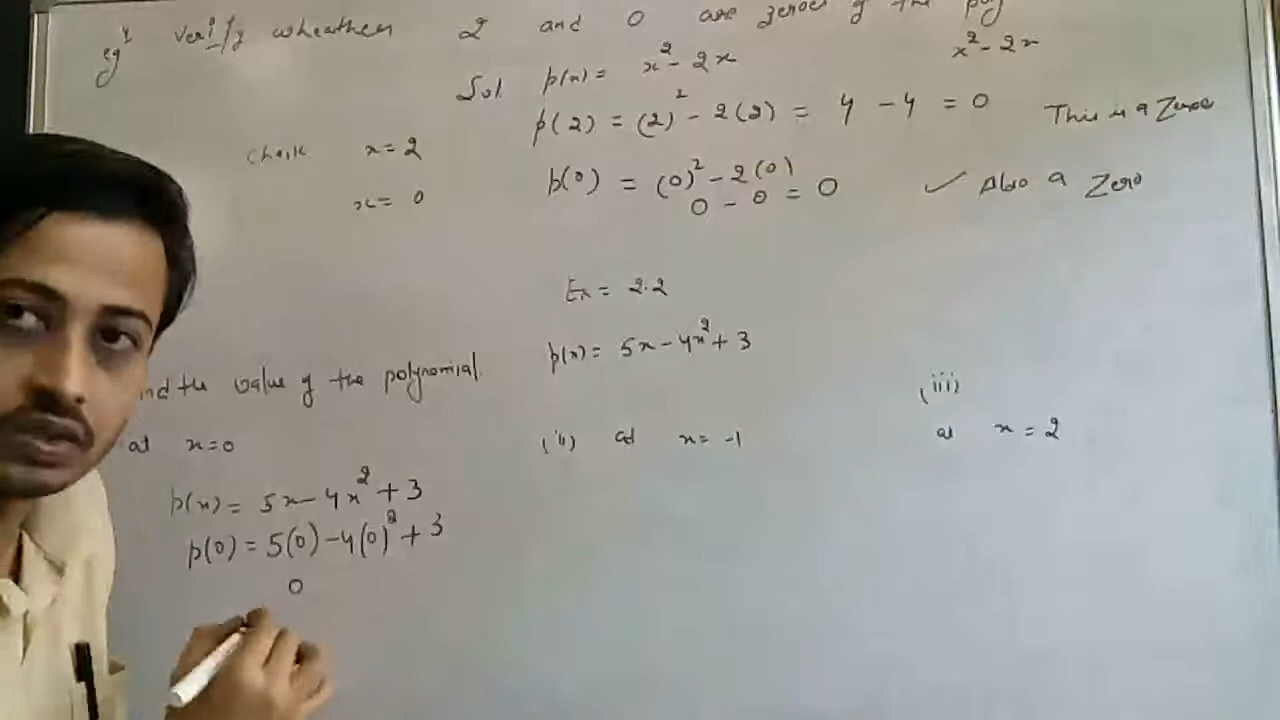 eg verify wheather 2 and 0 are zeroes of the poly
x² - 2x
Sol p(x) = x² - 2x
Check x = 2 p(2) = (2)² - 2(2) = 4 - 4 = 0 This is a Zeroe
x = 0 p(0) = (0)² - 2(0) ✓ Also a Zero
0 - 0 = 0
Ex = 2.2
p(x) = 5x - 4x² + 3
nd the value of the polynomial
at x=0 (ii) at x = -1 (iii) at x = 2
p(x) = 5x - 4x² + 3
p(0) = 5(0) - 4(0)² + 3
0